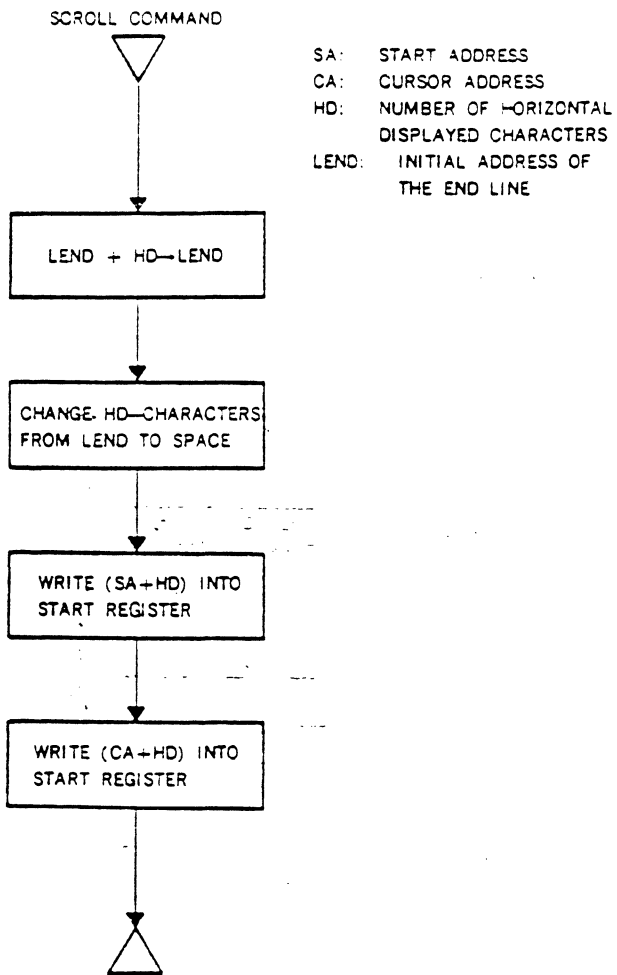 SCROLL COMMAND
SA: START ADDRESS
CA: CURSOR ADDRESS
HD: NUMBER OF HORIZONTAL
DISPLAYED CHARACTERS
LEND: INITIAL ADDRESS OF
THE END LINE
LEND + HD→LEND
CHANGE HD—CHARACTERS
FROM LEND TO SPACE
WRITE (SA+HD) INTO
START REGISTER
WRITE (CA+HD) INTO
START REGISTER